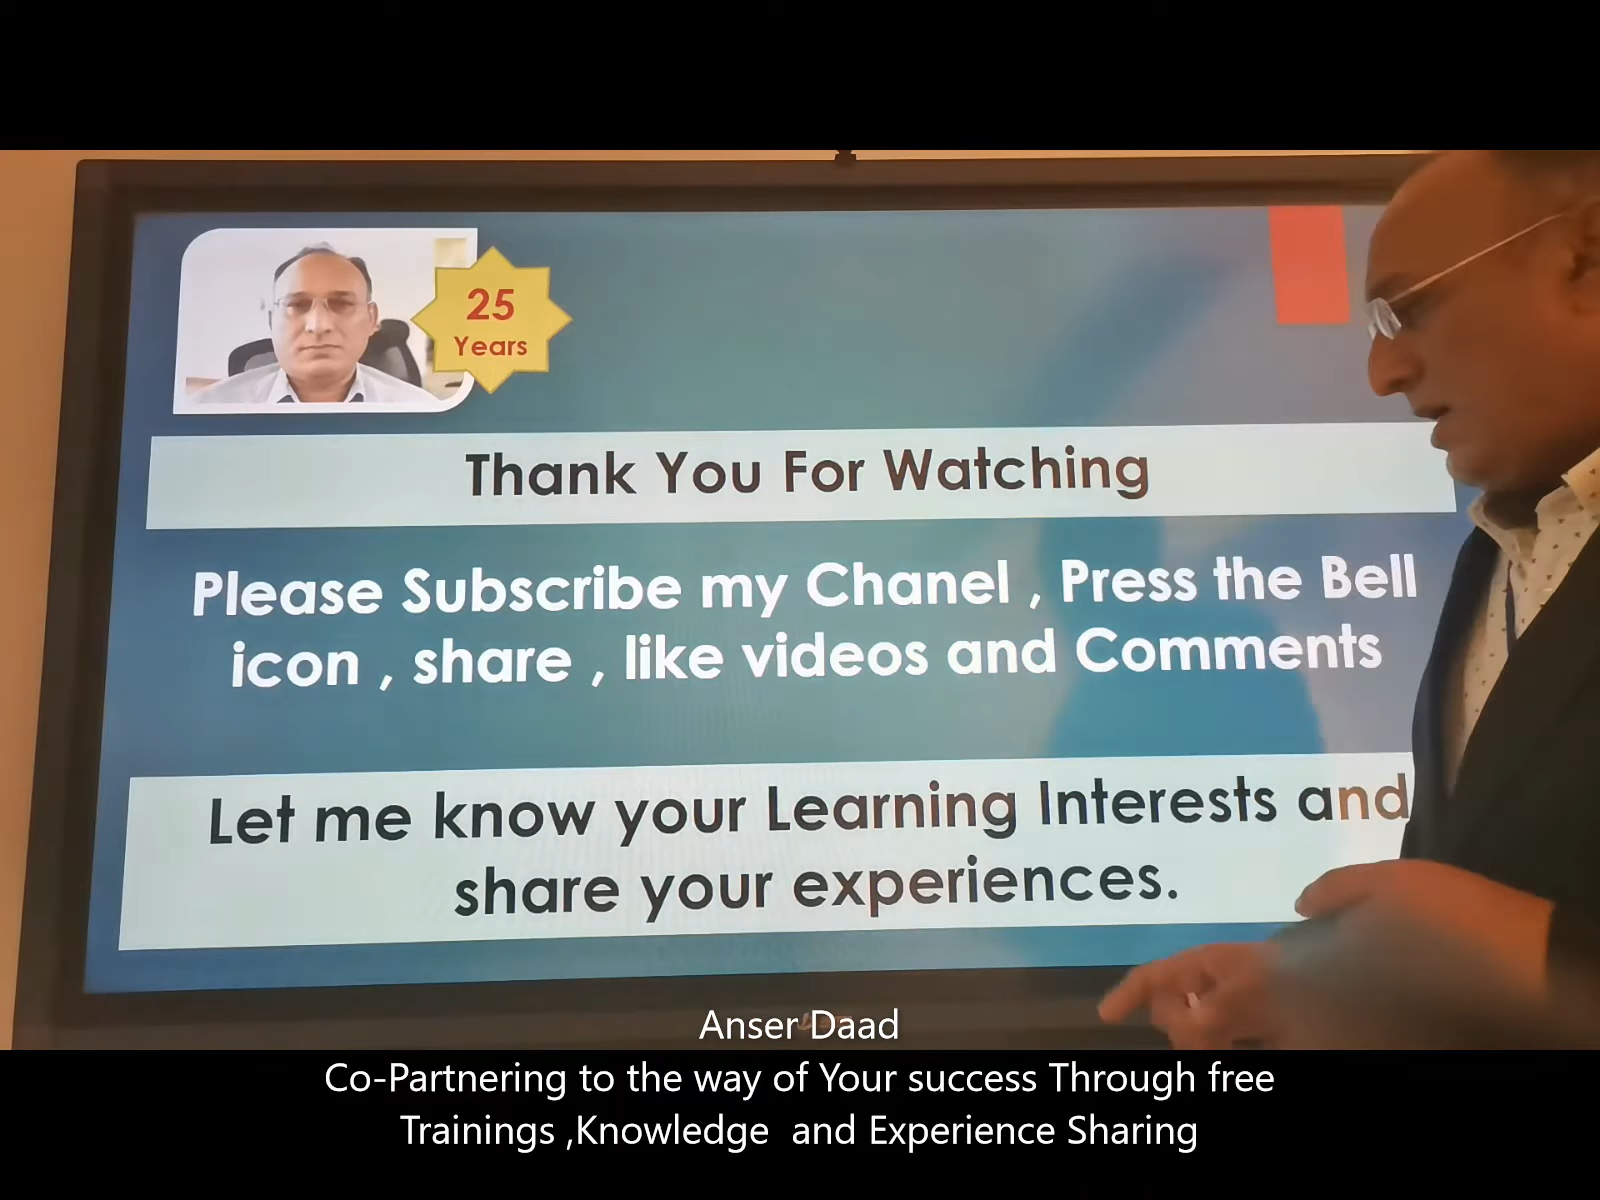 25
Years
Thank You For Watching
Please Subscribe my Chanel , Press the Bell
icon , share , like videos and Comments
Let me know your Learning Interests and
share your experiences.
Anser Daad
Co-Partnering to the way of Your success Through free
Trainings ,Knowledge  and Experience Sharing